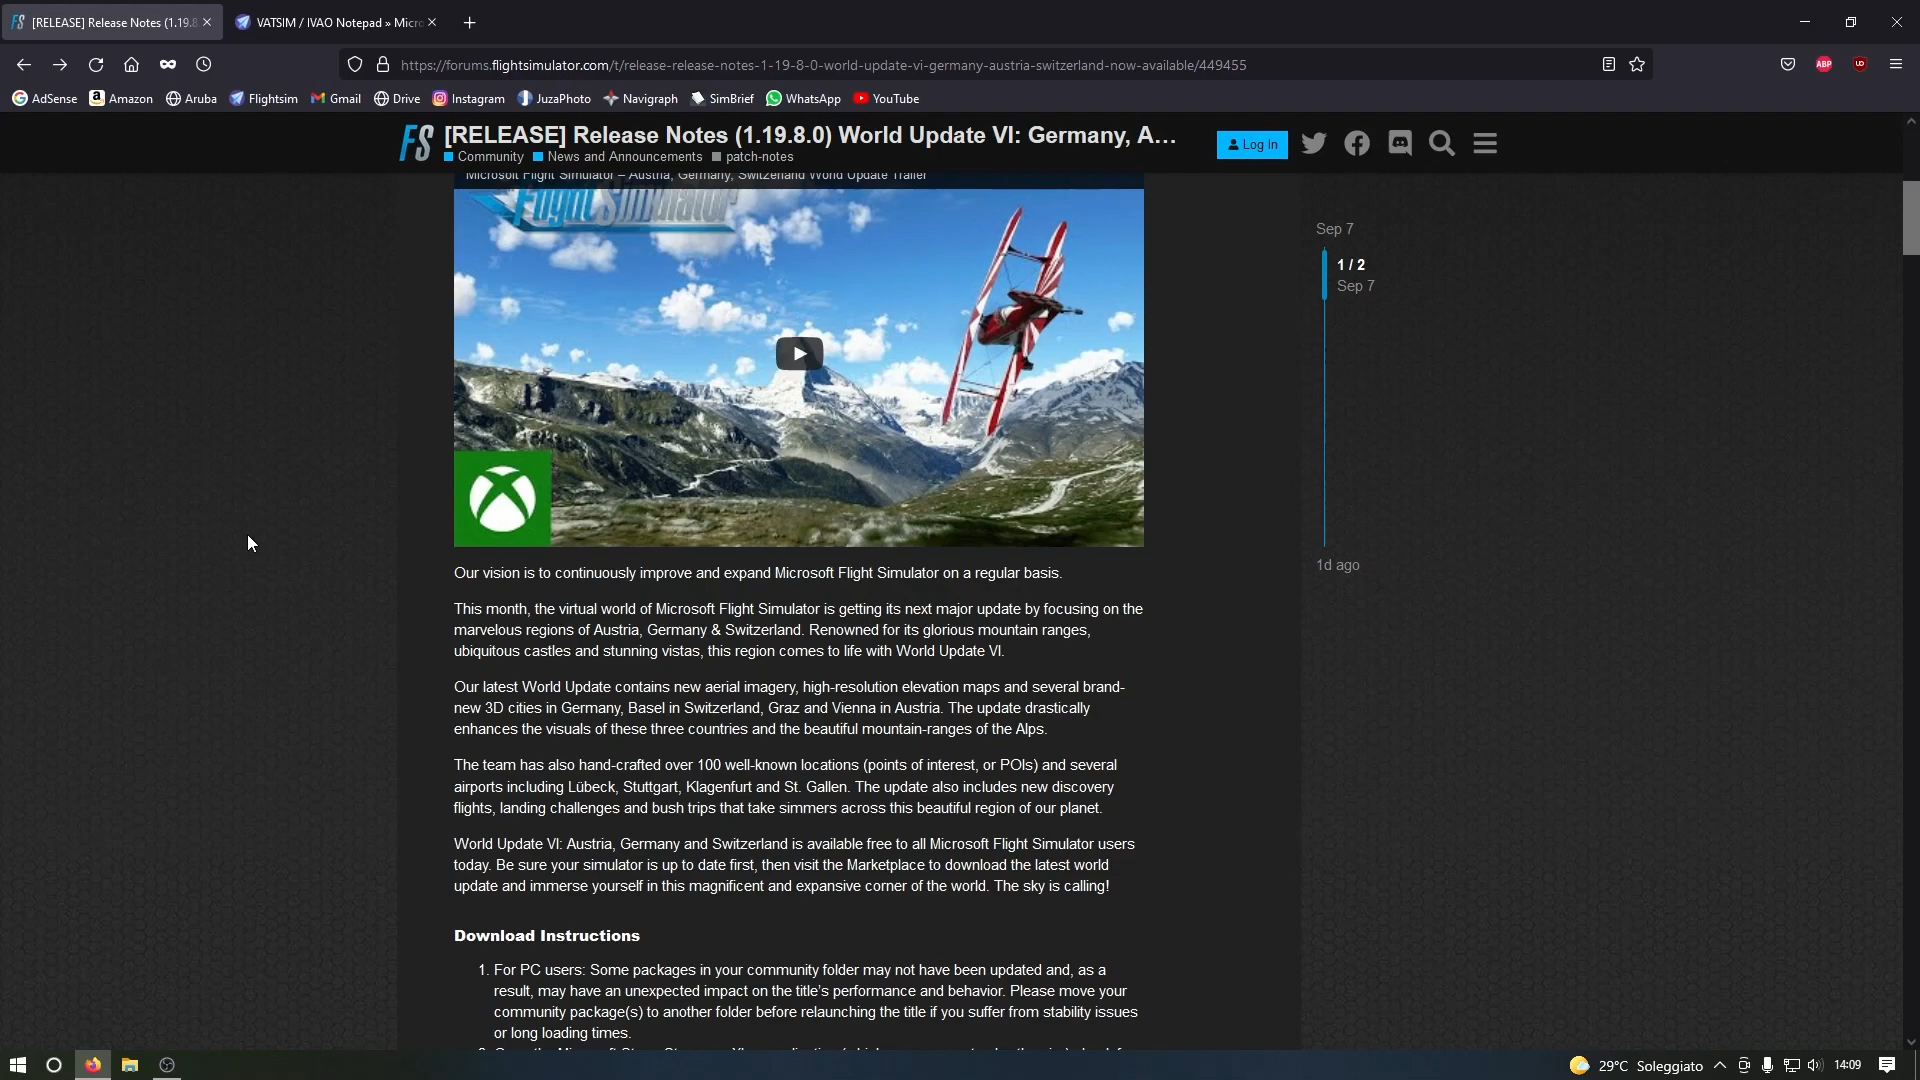 [RELEASE] Release Notes (1.19.8
VATSIM / IVAO Notepad » Micro
https://forums.flightsimulator.com/t/release-release-notes-1-19-8-0-world-update-vi-germany-austria-switzerland-now-available/449455
ABP
AdSense Amazon Aruba Flightsim Gmail Drive Instagram JuzaPhoto Navigraph SimBrief WhatsApp YouTube
FS [RELEASE] Release Notes (1.19.8.0) World Update VI: Germany, A…
Community News and Announcements patch-notes
Log In
Microsoft Flight Simulator – Austria, Germany, Switzerland World Update Trailer
Flight Simulator
Sep 7
1 / 2
Sep 7
1d ago
Our vision is to continuously improve and expand Microsoft Flight Simulator on a regular basis.
This month, the virtual world of Microsoft Flight Simulator is getting its next major update by focusing on the
marvelous regions of Austria, Germany & Switzerland. Renowned for its glorious mountain ranges,
ubiquitous castles and stunning vistas, this region comes to life with World Update VI.
Our latest World Update contains new aerial imagery, high-resolution elevation maps and several brand-
new 3D cities in Germany, Basel in Switzerland, Graz and Vienna in Austria. The update drastically
enhances the visuals of these three countries and the beautiful mountain-ranges of the Alps.
The team has also hand-crafted over 100 well-known locations (points of interest, or POIs) and several
airports including Lübeck, Stuttgart, Klagenfurt and St. Gallen. The update also includes new discovery
flights, landing challenges and bush trips that take simmers across this beautiful region of our planet.
World Update VI: Austria, Germany and Switzerland is available free to all Microsoft Flight Simulator users
today. Be sure your simulator is up to date first, then visit the Marketplace to download the latest world
update and immerse yourself in this magnificent and expansive corner of the world. The sky is calling!
Download Instructions
1. For PC users: Some packages in your community folder may not have been updated and, as a
result, may have an unexpected impact on the title's performance and behavior. Please move your
community package(s) to another folder before relaunching the title if you suffer from stability issues
or long loading times.
29°C Soleggiato 14:09